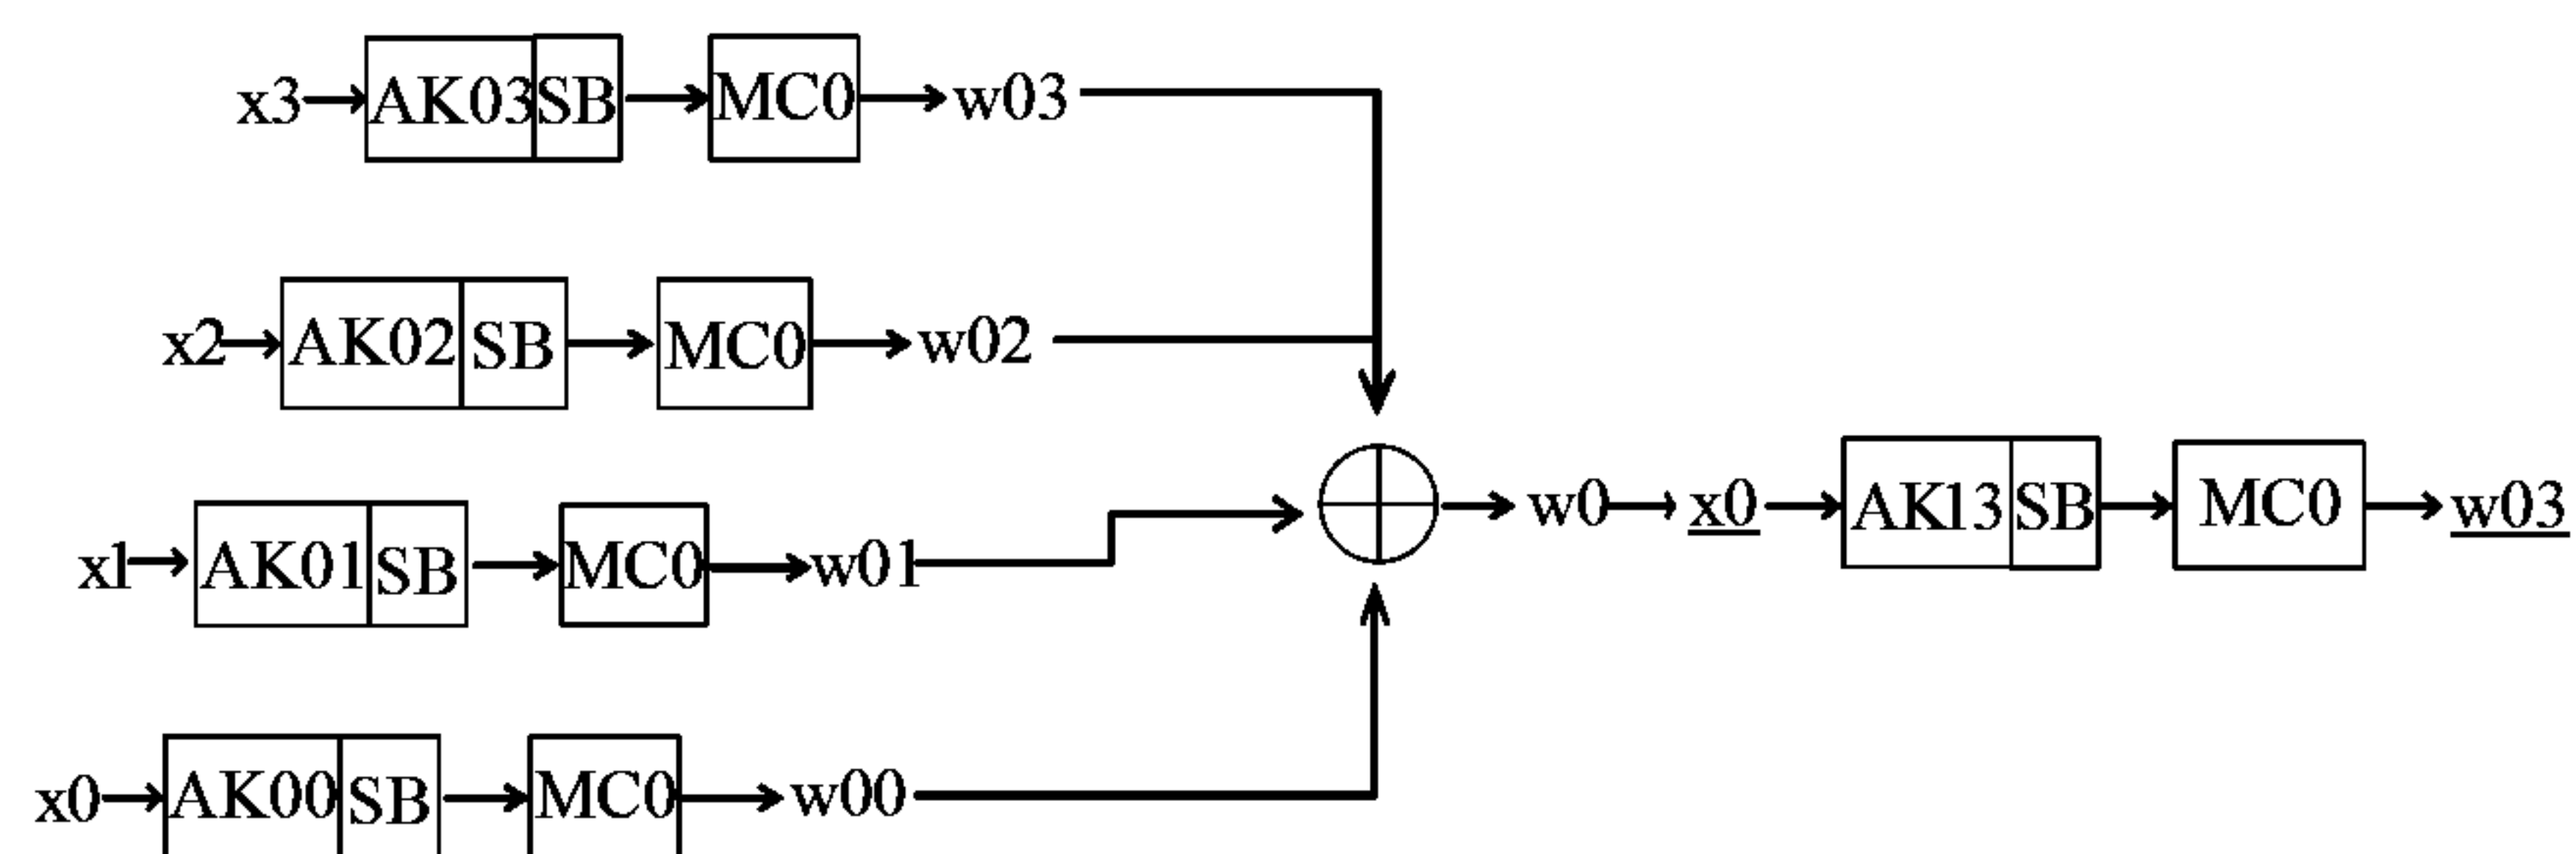 x3 AK03 SB MC0 w03
x2 AK02 SB MC0 w02
w0 x0 AK13 SB MC0 w03
x1 AK01 SB MC0 w01
x0 AK00 SB MC0 w00